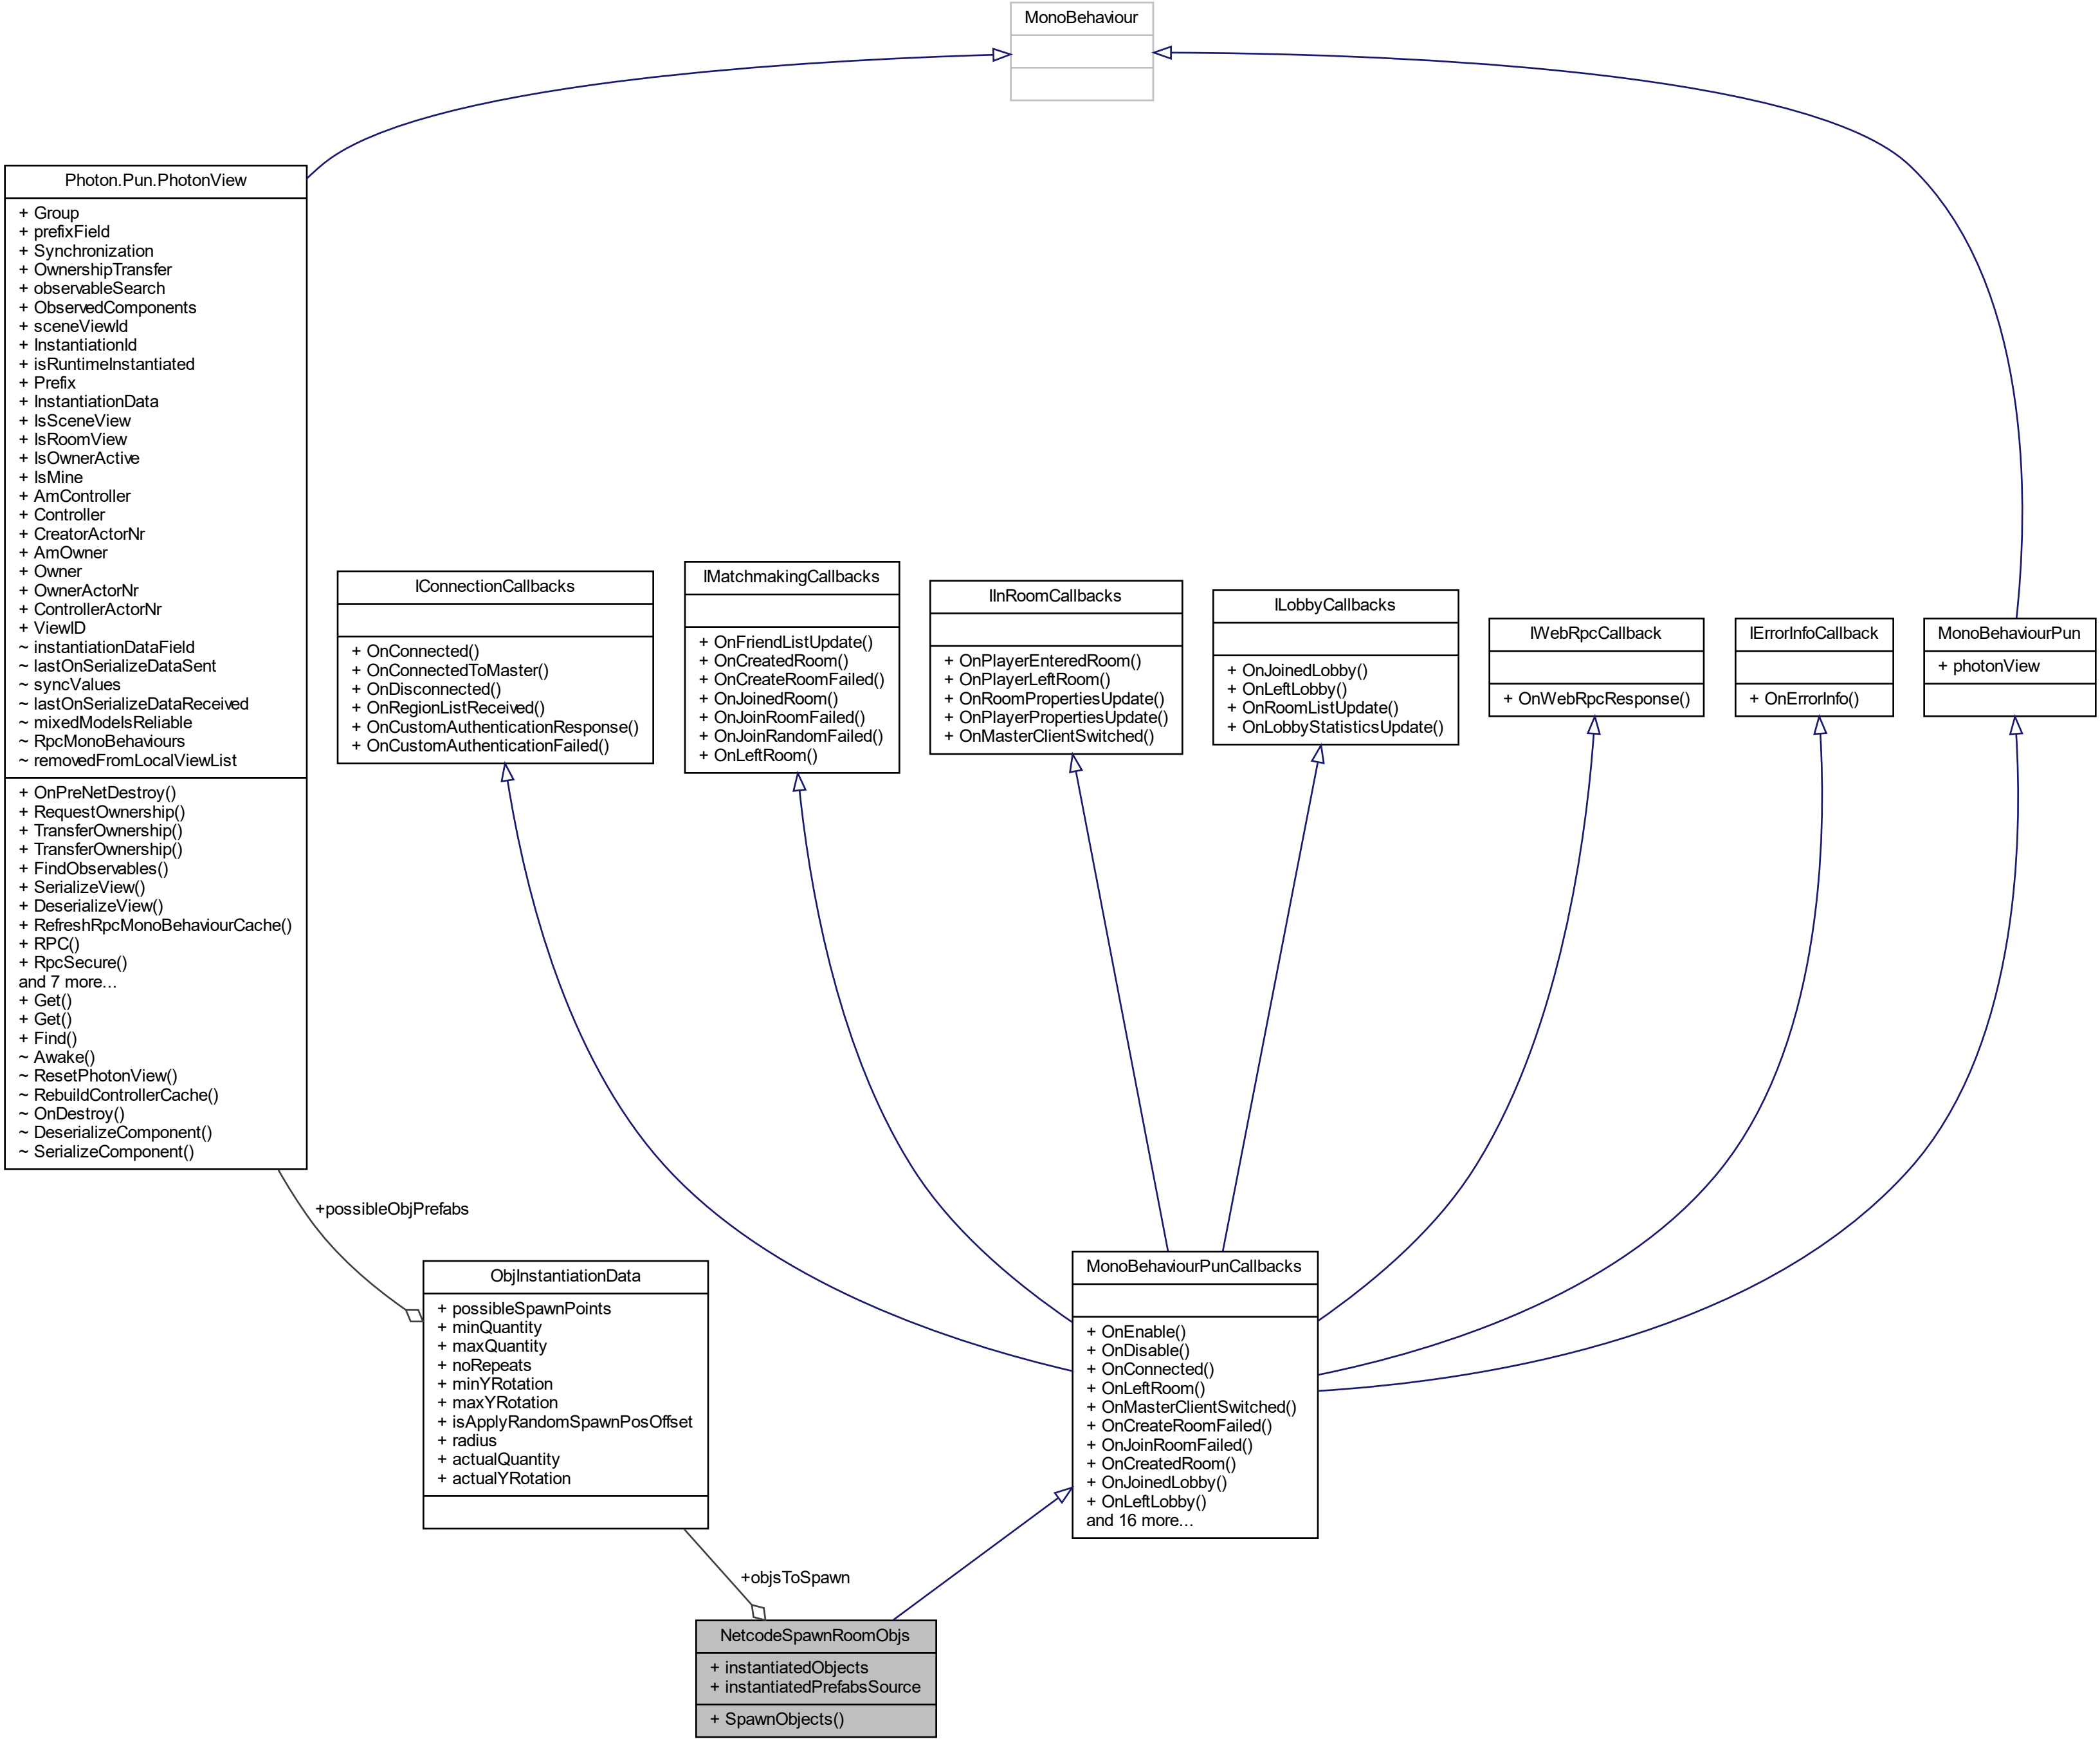 MonoBehaviour
Photon.Pun.PhotonView
+ Group
+ prefixField
+ Synchronization
+ OwnershipTransfer
+ observableSearch
+ ObservedComponents
+ sceneViewId
+ InstantiationId
+ isRuntimeInstantiated
+ Prefix
+ InstantiationData
+ IsSceneView
+ IsRoomView
+ IsOwnerActive
+ IsMine
+ AmController
+ Controller
+ CreatorActorNr
+ AmOwner
+ Owner
+ OwnerActorNr
+ ControllerActorNr
+ ViewID
~ instantiationDataField
~ lastOnSerializeDataSent
~ syncValues
~ lastOnSerializeDataReceived
~ mixedModeIsReliable
~ RpcMonoBehaviours
~ removedFromLocalViewList
+ OnPreNetDestroy()
+ RequestOwnership()
+ TransferOwnership()
+ TransferOwnership()
+ FindObservables()
+ SerializeView()
+ DeserializeView()
+ RefreshRpcMonoBehaviourCache()
+ RPC()
+ RpcSecure()
and 7 more...
+ Get()
+ Get()
+ Find()
~ Awake()
~ ResetPhotonView()
~ RebuildControllerCache()
~ OnDestroy()
~ DeserializeComponent()
~ SerializeComponent()
IConnectionCallbacks
+ OnConnected()
+ OnConnectedToMaster()
+ OnDisconnected()
+ OnRegionListReceived()
+ OnCustomAuthenticationResponse()
+ OnCustomAuthenticationFailed()
IMatchmakingCallbacks
+ OnFriendListUpdate()
+ OnCreatedRoom()
+ OnCreateRoomFailed()
+ OnJoinedRoom()
+ OnJoinRoomFailed()
+ OnJoinRandomFailed()
+ OnLeftRoom()
IInRoomCallbacks
+ OnPlayerEnteredRoom()
+ OnPlayerLeftRoom()
+ OnRoomPropertiesUpdate()
+ OnPlayerPropertiesUpdate()
+ OnMasterClientSwitched()
ILobbyCallbacks
+ OnJoinedLobby()
+ OnLeftLobby()
+ OnRoomListUpdate()
+ OnLobbyStatisticsUpdate()
IWebRpcCallback
+ OnWebRpcResponse()
IErrorInfoCallback
+ OnErrorInfo()
MonoBehaviourPun
+ photonView
+possibleObjPrefabs
ObjInstantiationData
+ possibleSpawnPoints
+ minQuantity
+ maxQuantity
+ noRepeats
+ minYRotation
+ maxYRotation
+ isApplyRandomSpawnPosOffset
+ radius
+ actualQuantity
+ actualYRotation
MonoBehaviourPunCallbacks
+ OnEnable()
+ OnDisable()
+ OnConnected()
+ OnLeftRoom()
+ OnMasterClientSwitched()
+ OnCreateRoomFailed()
+ OnJoinRoomFailed()
+ OnCreatedRoom()
+ OnJoinedLobby()
+ OnLeftLobby()
and 16 more...
+objsToSpawn
NetcodeSpawnRoomObjs
+ instantiatedObjects
+ instantiatedPrefabsSource
+ SpawnObjects()